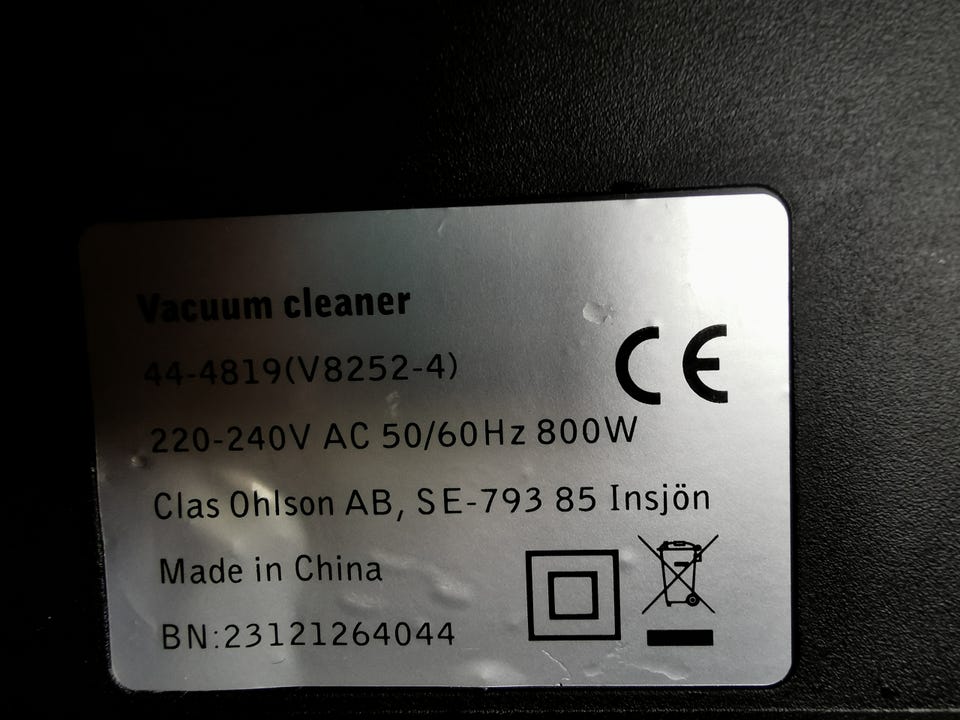 Vacuum cleaner
44-4819(V8252-4)
CE
220-240V AC 50/60Hz 800W
Clas Ohlson AB, SE-793 85 Insjön
Made in China
BN:23121264044